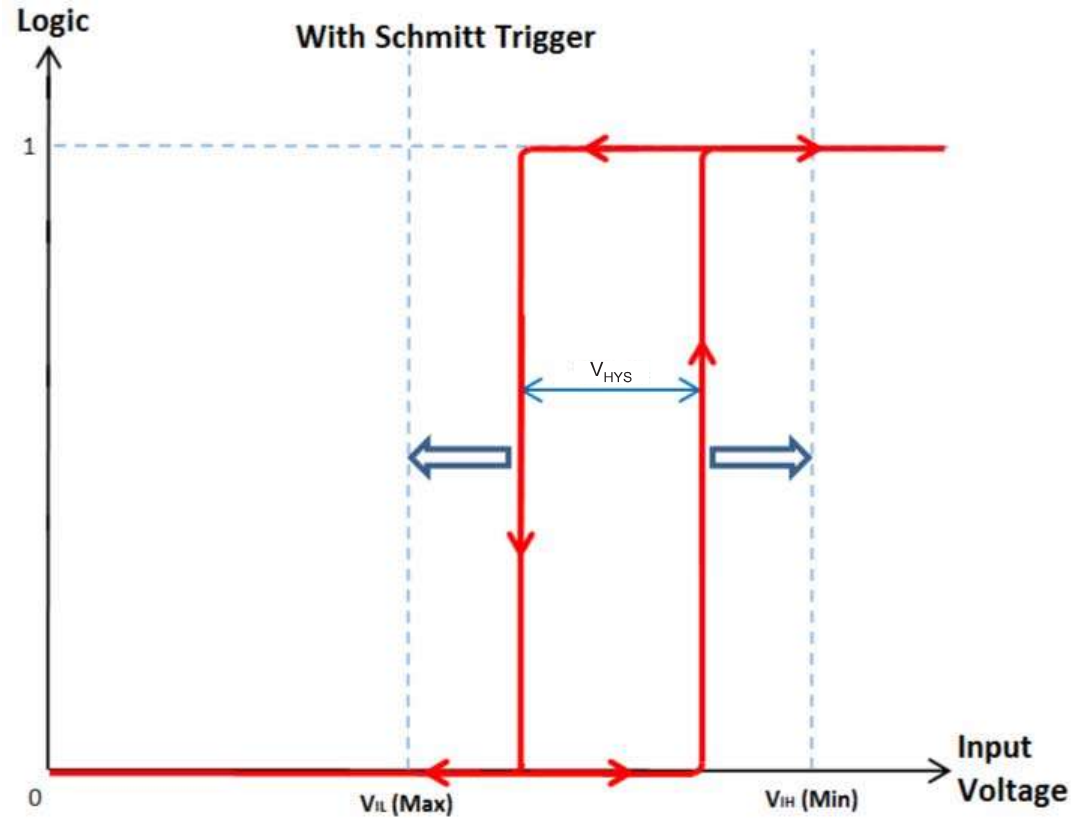 Logic
With Schmitt Trigger
1
VHYS
0
VIL (Max)
VIH (Min)
Input
Voltage